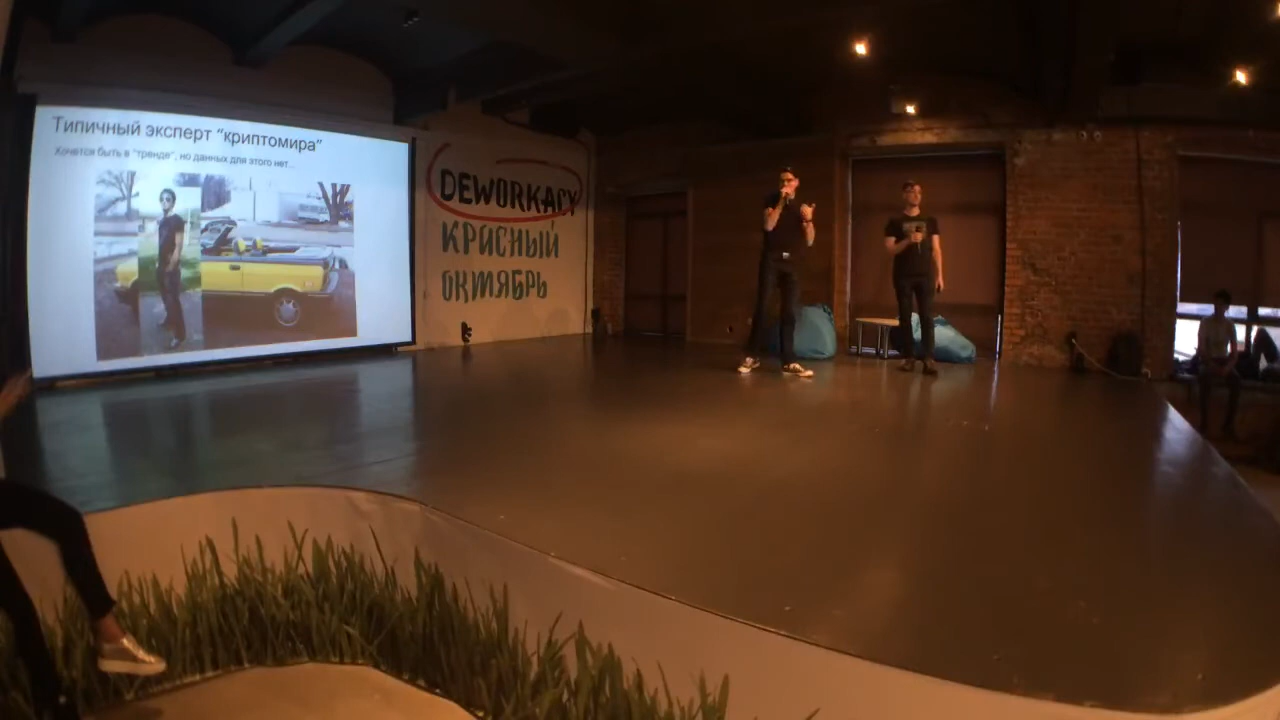 Типичный эксперт “криптомира”
Хочется быть в “тренде”, но данных для этого нет...
DEWORKACY
КРАСНЫЙ
ОКТЯБРЬ